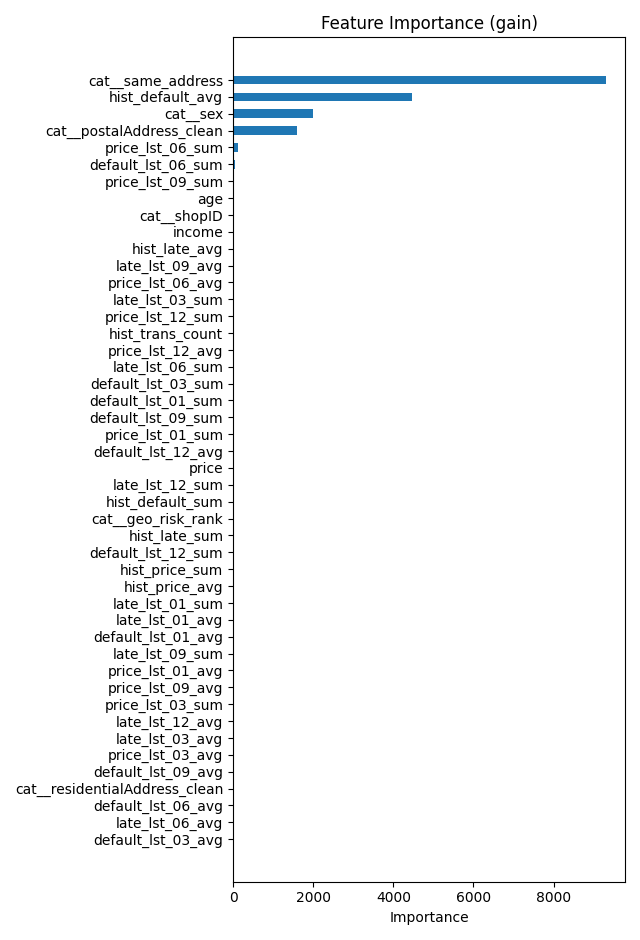 Feature Importance (gain)
cat__same_address
hist_default_avg
cat__sex
cat__postalAddress_clean
price_lst_06_sum
default_lst_06_sum
price_lst_09_sum
age
cat__shopID
income
hist_late_avg
late_lst_09_avg
price_lst_06_avg
late_lst_03_sum
price_lst_12_sum
hist_trans_count
price_lst_12_avg
late_lst_06_sum
default_lst_03_sum
default_lst_01_sum
default_lst_09_sum
price_lst_01_sum
default_lst_12_avg
price
late_lst_12_sum
hist_default_sum
cat__geo_risk_rank
hist_late_sum
default_lst_12_sum
hist_price_sum
hist_price_avg
late_lst_01_sum
late_lst_01_avg
default_lst_01_avg
late_lst_09_sum
price_lst_01_avg
price_lst_09_avg
price_lst_03_sum
late_lst_12_avg
late_lst_03_avg
price_lst_03_avg
default_lst_09_avg
cat__residentialAddress_clean
default_lst_06_avg
late_lst_06_avg
default_lst_03_avg
0 2000 4000 6000 8000
Importance